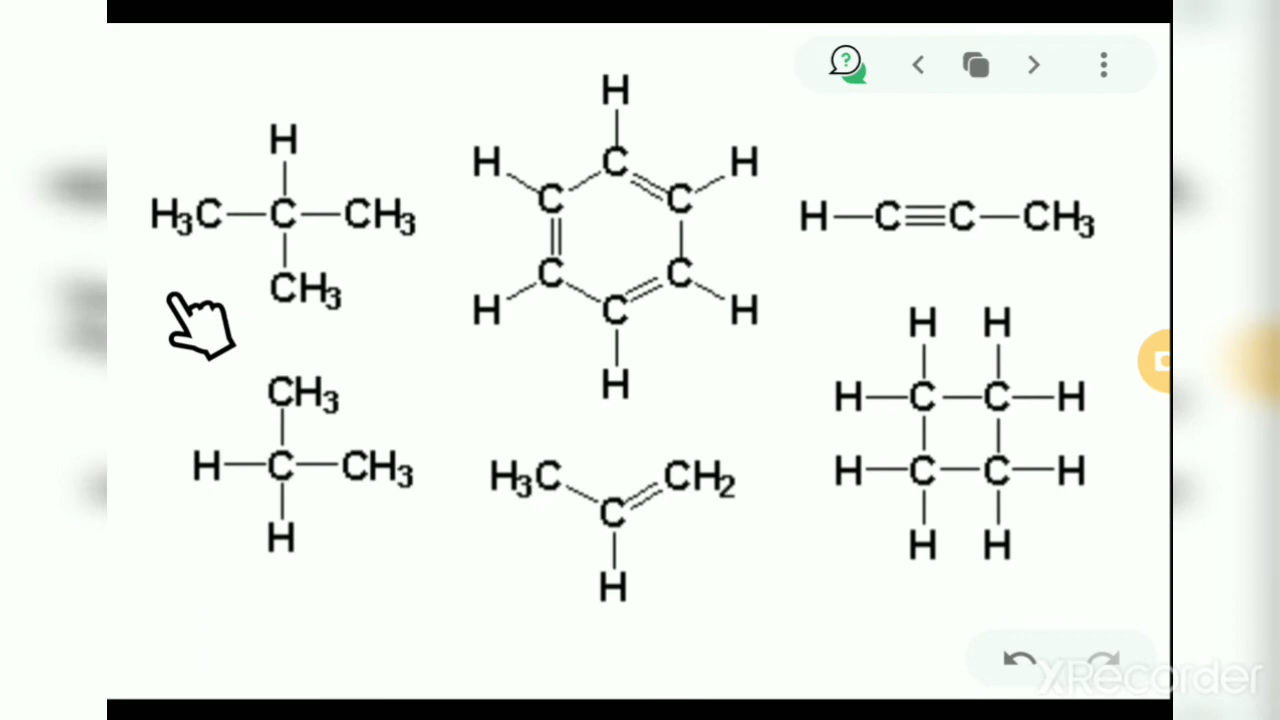 H
H₃C—C—CH₃
CH₃
H
H C H
C C
C C
H C H
H
H—C≡C—CH₃
CH₃
H—C—CH₃
H
H₃C CH₂
C
H
H H
H—C—C—H
H—C—C—H
H H
?
XRecorder